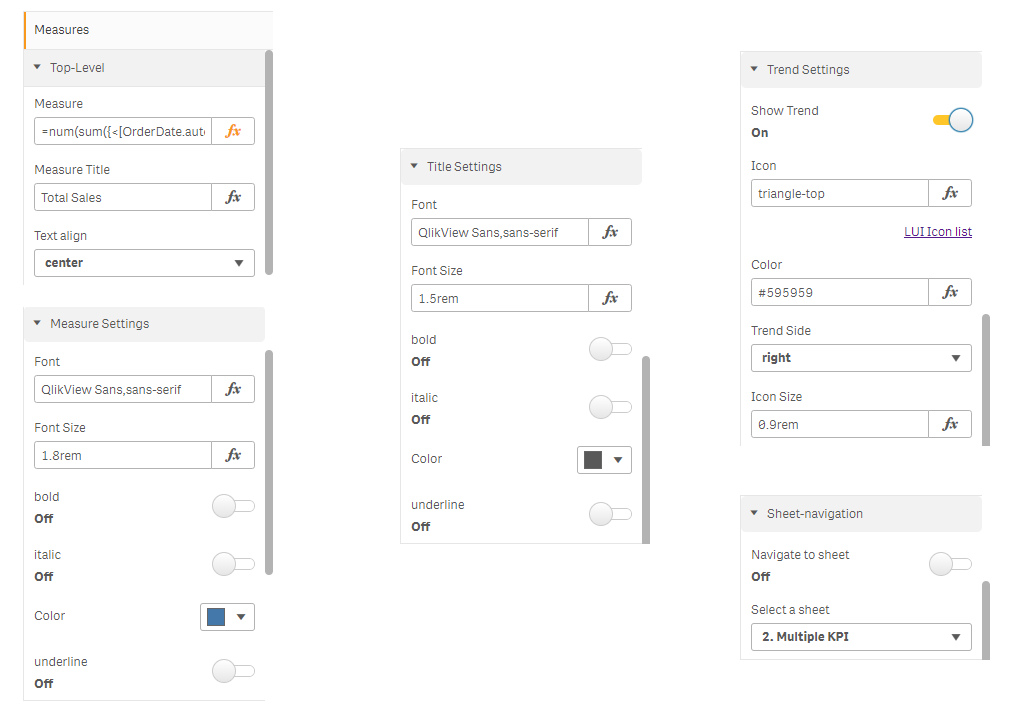 Measures
Top-Level
Measure
=num(sum({<[OrderDate.auto
fx
Measure Title
Total Sales
fx
Text align
center
Measure Settings
Font
QlikView Sans,sans-serif
fx
Font Size
1.8rem
fx
bold
Off
italic
Off
Color
underline
Off
Title Settings
Font
QlikView Sans,sans-serif
fx
Font Size
1.5rem
fx
bold
Off
italic
Off
Color
underline
Off
Trend Settings
Show Trend
On
Icon
triangle-top
fx
LUI Icon list
Color
#595959
fx
Trend Side
right
Icon Size
0.9rem
fx
Sheet-navigation
Navigate to sheet
Off
Select a sheet
2. Multiple KPI